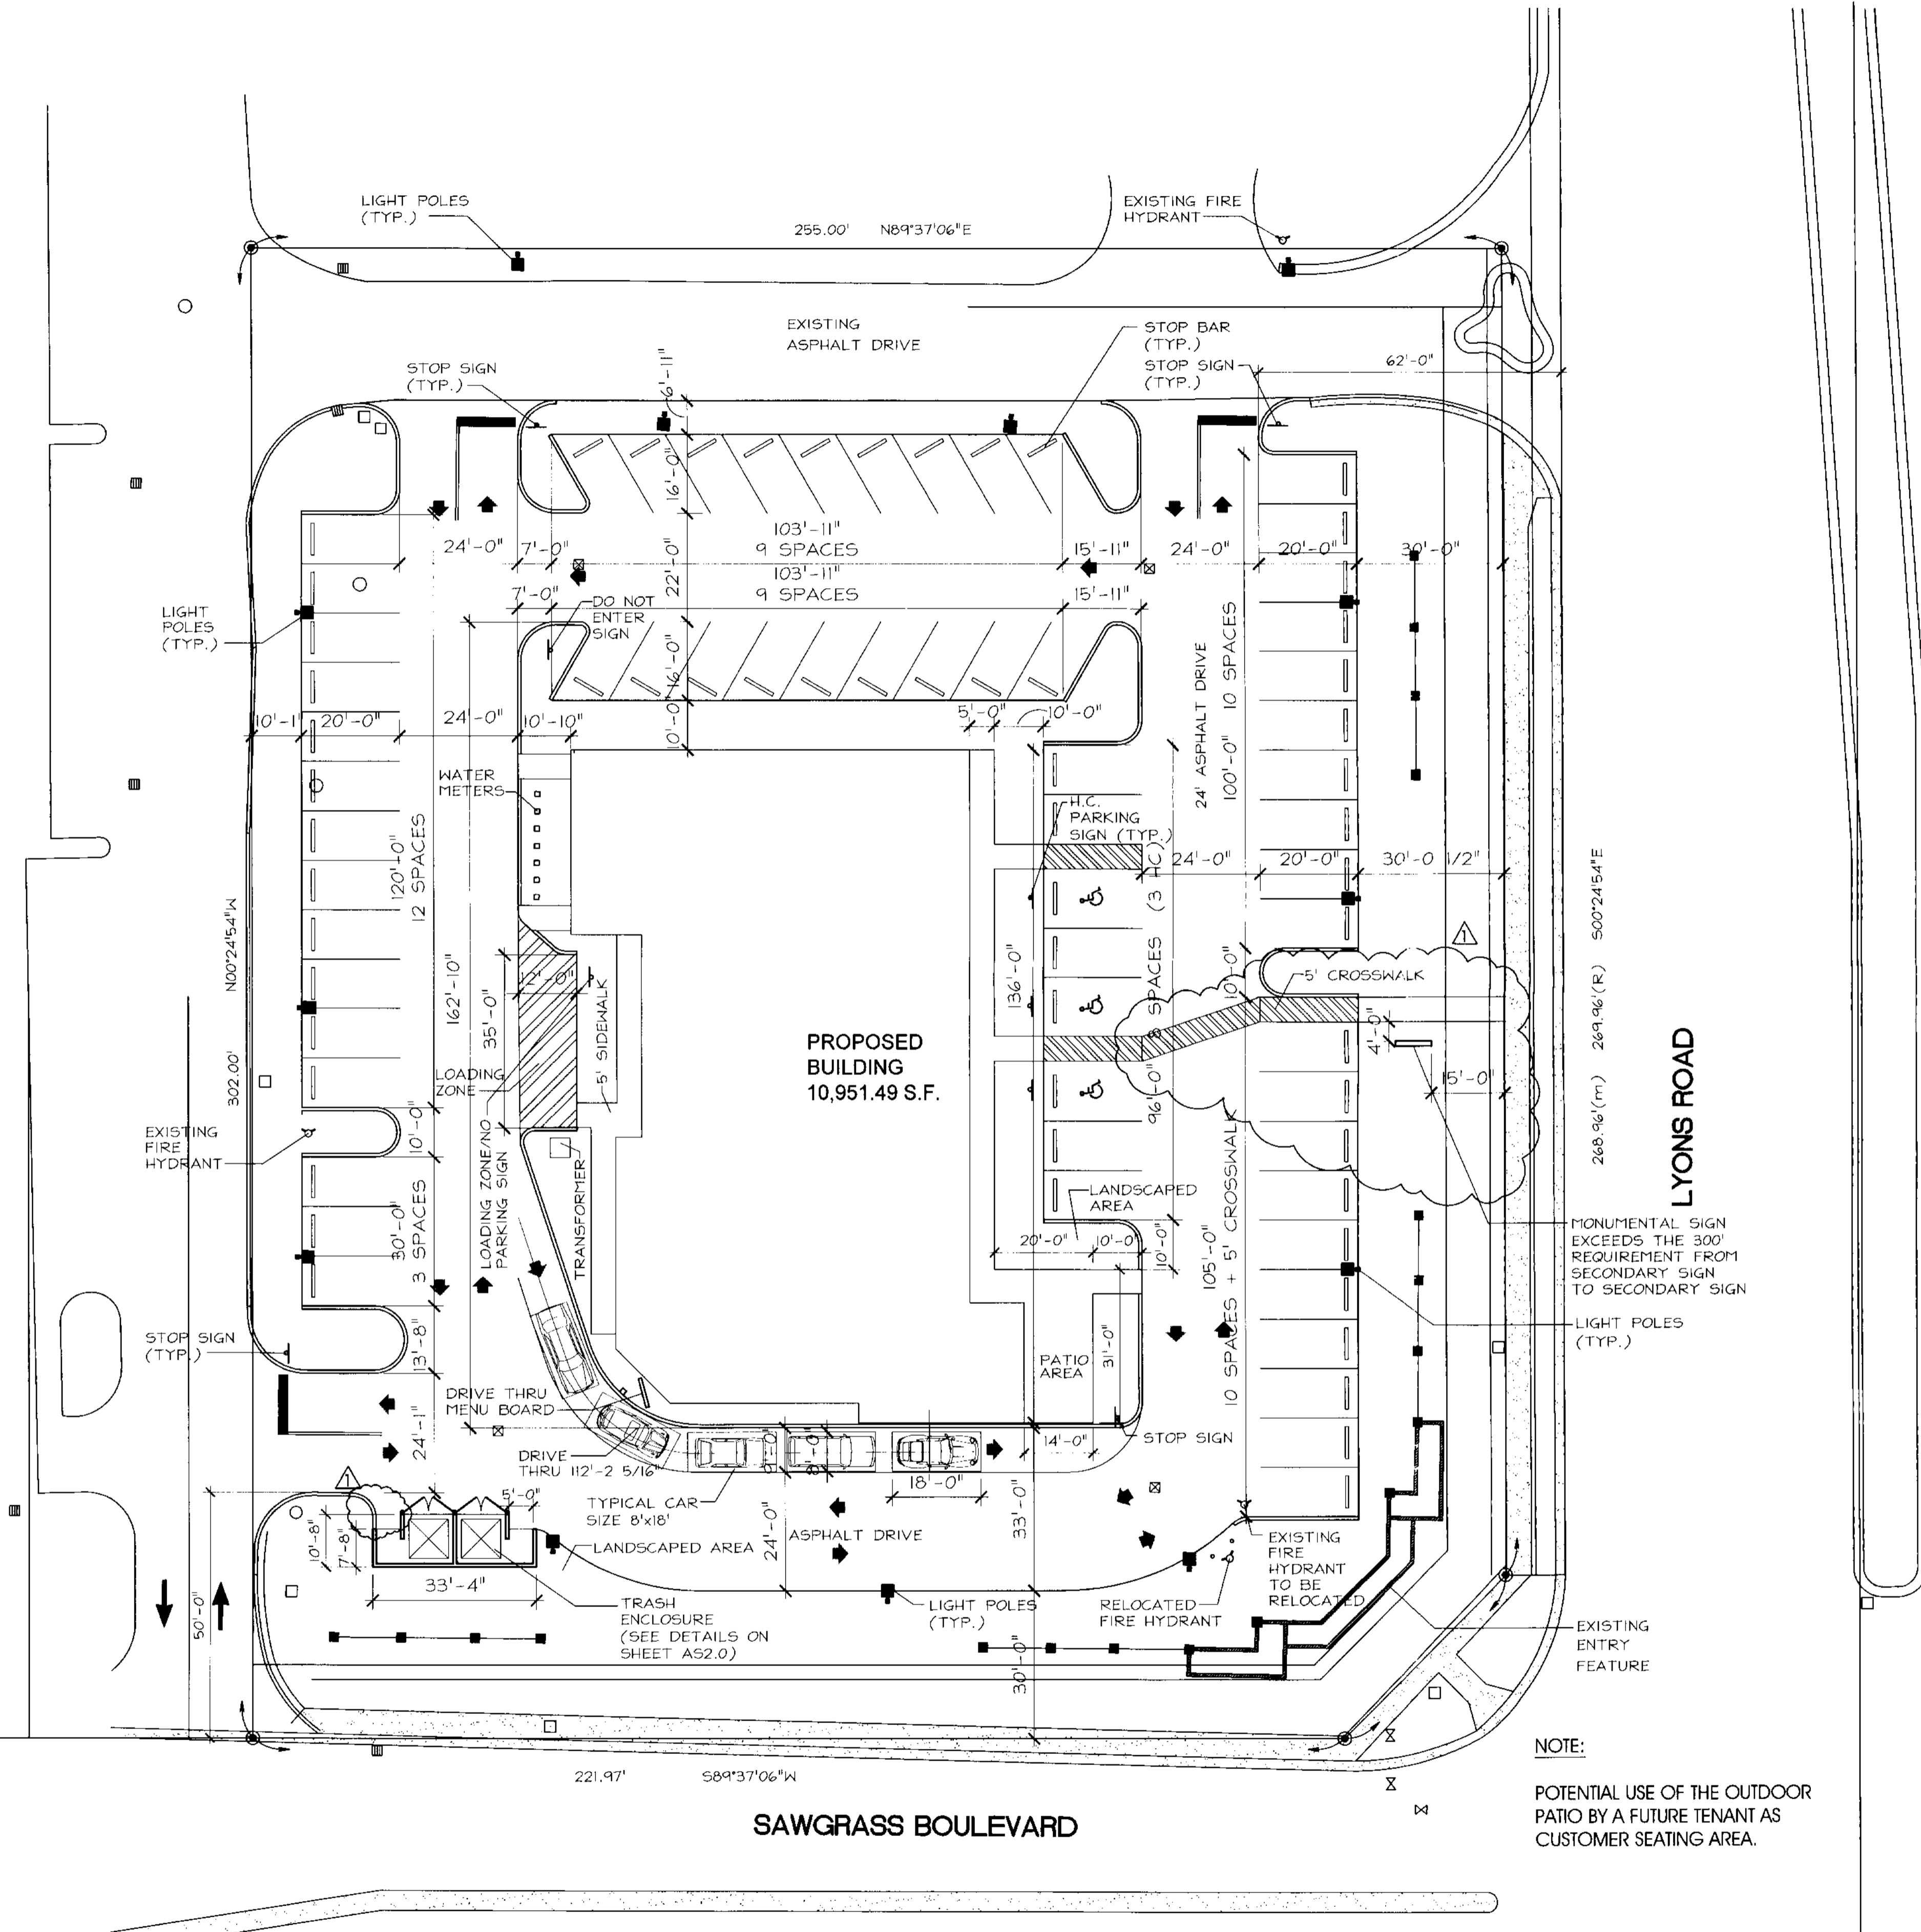 LIGHT POLES
(TYP.)
255.00' N89°37'06"E
EXISTING FIRE
HYDRANT
EXISTING
ASPHALT DRIVE
STOP BAR
(TYP.)
STOP SIGN
(TYP.)
STOP SIGN
(TYP.)
62'-0"
6'-11"
16'-0"
103'-11"
9 SPACES
24'-0"
7'-0"
22'-0"
15'-11"
24'-0"
20'-0"
30'-0"
103'-11"
9 SPACES
7'-0"
15'-11"
DO NOT
ENTER
SIGN
LIGHT
POLES
(TYP.)
16'-0"
24' ASPHALT DRIVE
100'-0" 10 SPACES
10'-1"
20'-0"
24'-0"
10'-10"
10'-0"
5'-0"
10'-0"
WATER
METERS
H.C.
PARKING
SIGN (TYP.)
120'-0"
12 SPACES
24'-0"
20'-0"
30'-0 1/2"
N00°24'54"W
302.00'
162'-10"
35'-0"
12'-0"
5' SIDEWALK
136'-0"
96'-0" 8 SPACES (3 HC)
10'-0"
5' CROSSWALK
1
4'-0"
15'-0"
268.96'(m) 269.96'(R) S00°24'54"E
LYONS ROAD
PROPOSED
BUILDING
10,951.49 S.F.
LOADING
ZONE
EXISTING
FIRE
HYDRANT
10'-0"
30'-0"
3 SPACES
LOADING ZONE/NO
PARKING SIGN
TRANSFORMER
LANDSCAPED
AREA
20'-0"
10'-0"
10'-0"
105'-0"
10 SPACES + 5' CROSSWALK
MONUMENTAL SIGN
EXCEEDS THE 300'
REQUIREMENT FROM
SECONDARY SIGN
TO SECONDARY SIGN
LIGHT POLES
(TYP.)
STOP SIGN
(TYP.)
13'-8"
PATIO
AREA
31'-0"
DRIVE THRU
MENU BOARD
24'-1"
14'-0"
STOP SIGN
DRIVE
THRU 112'-2 5/16"
18'-0"
TYPICAL CAR
SIZE 8'x18'
1
5'-0"
10'-8"
7'-8"
33'-4"
LANDSCAPED AREA
24'-0"
ASPHALT DRIVE
33'-0"
EXISTING
FIRE
HYDRANT
TO BE
RELOCATED
50'-0"
TRASH
ENCLOSURE
(SEE DETAILS ON
SHEET AS2.0)
LIGHT POLES
(TYP.)
RELOCATED
FIRE HYDRANT
30'-0"
EXISTING
ENTRY
FEATURE
221.97' S89°37'06"W
SAWGRASS BOULEVARD
NOTE:
POTENTIAL USE OF THE OUTDOOR
PATIO BY A FUTURE TENANT AS
CUSTOMER SEATING AREA.